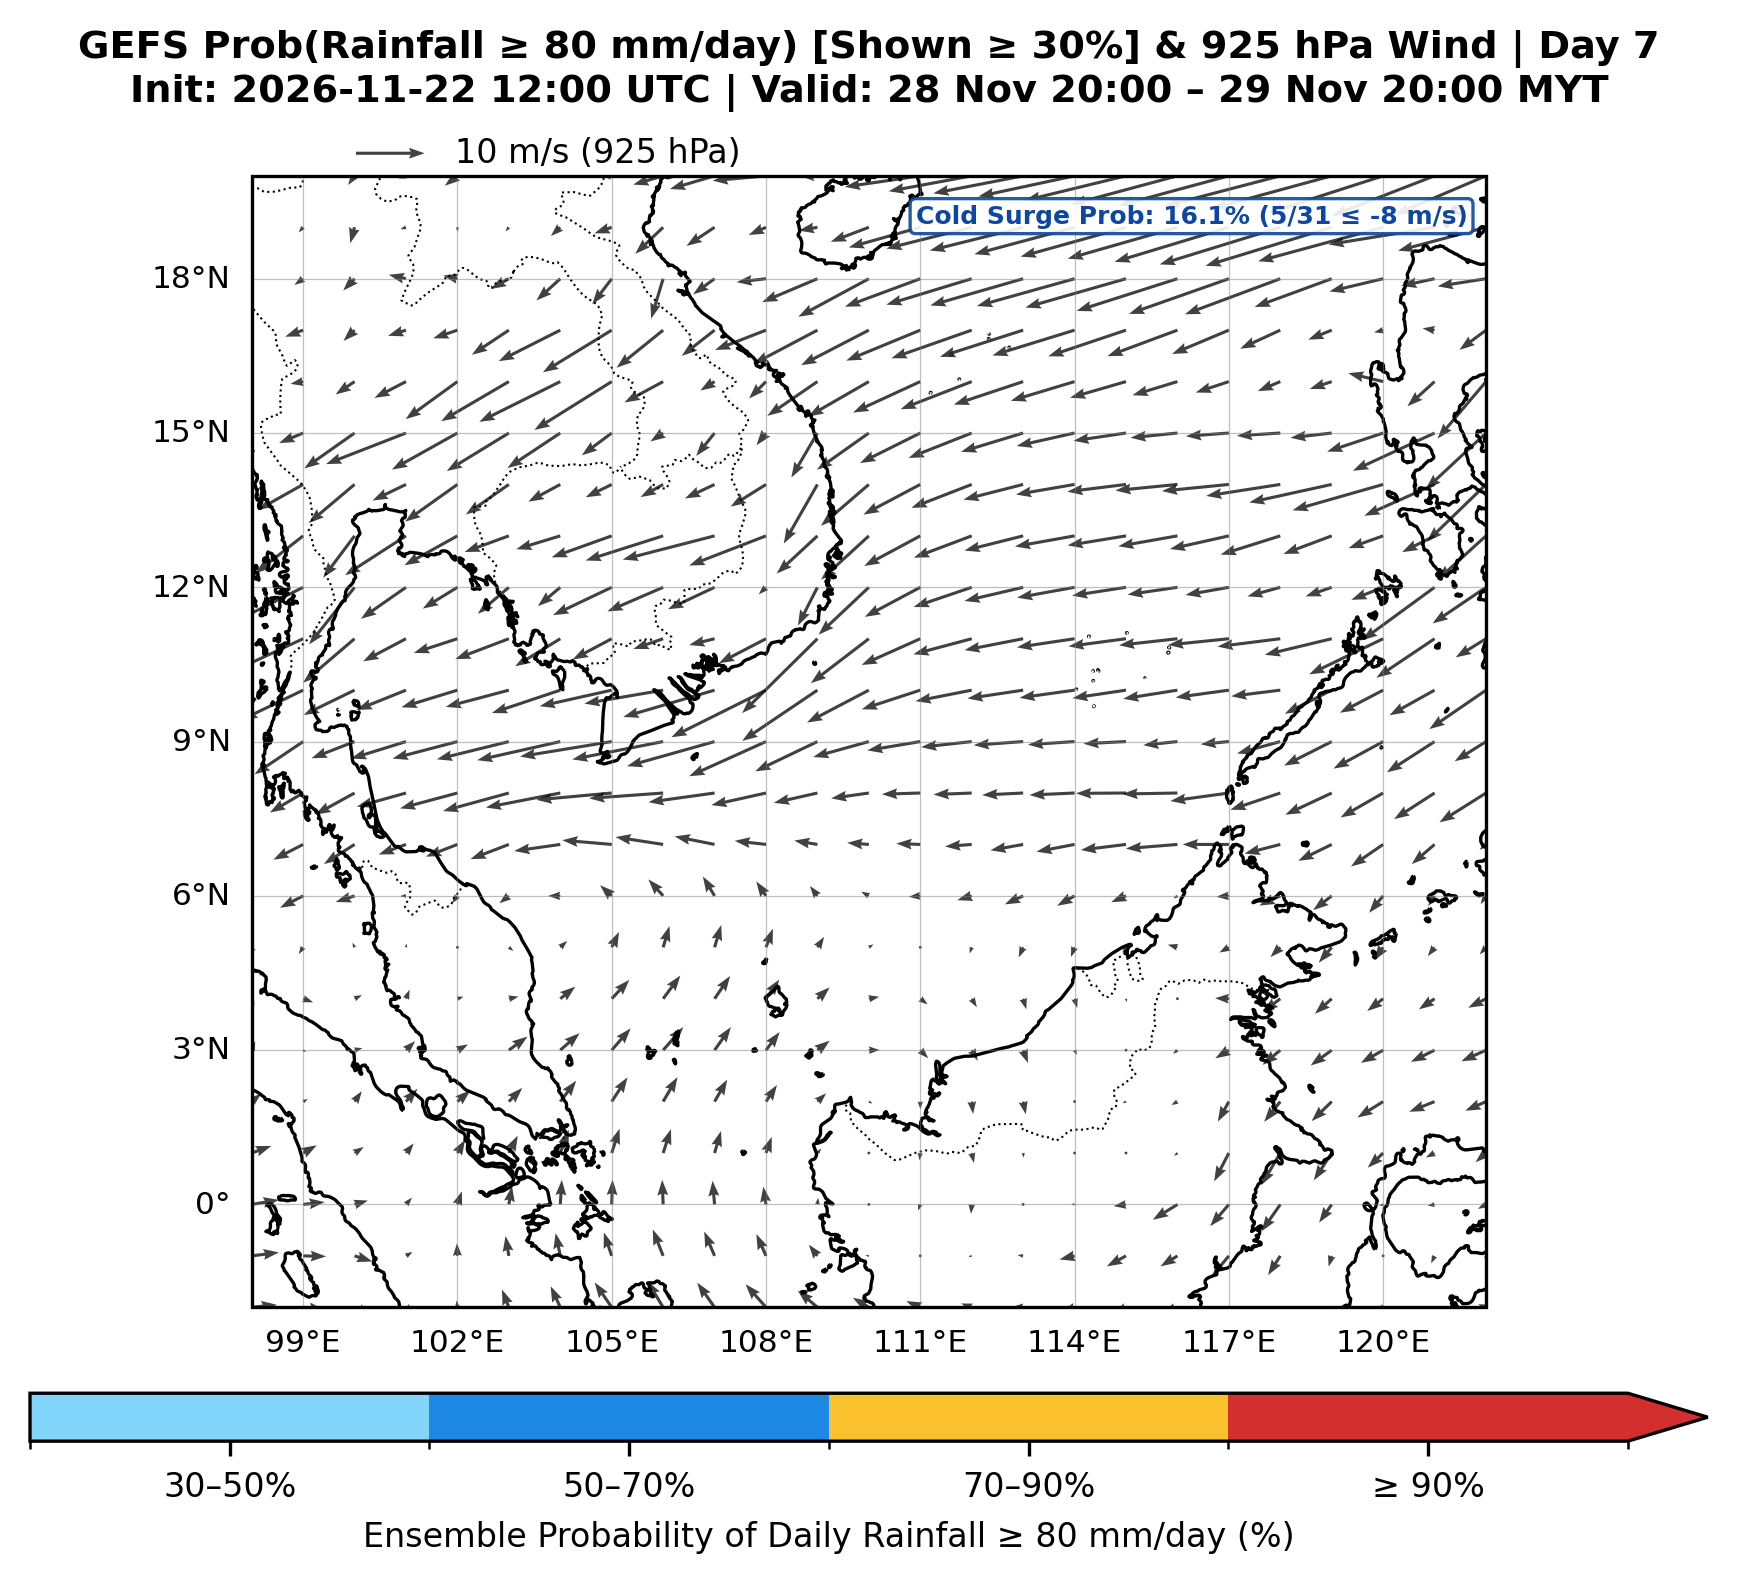 GEFS Prob(Rainfall ≥ 80 mm/day) [Shown ≥ 30%] & 925 hPa Wind | Day 7
Init: 2026-11-22 12:00 UTC | Valid: 28 Nov 20:00 – 29 Nov 20:00 MYT
10 m/s (925 hPa)
Cold Surge Prob: 16.1% (5/31 ≤ -8 m/s)
18°N
15°N
12°N
9°N
6°N
3°N
0°
99°E 102°E 105°E 108°E 111°E 114°E 117°E 120°E
30–50% 50–70% 70–90% ≥ 90%
Ensemble Probability of Daily Rainfall ≥ 80 mm/day (%)